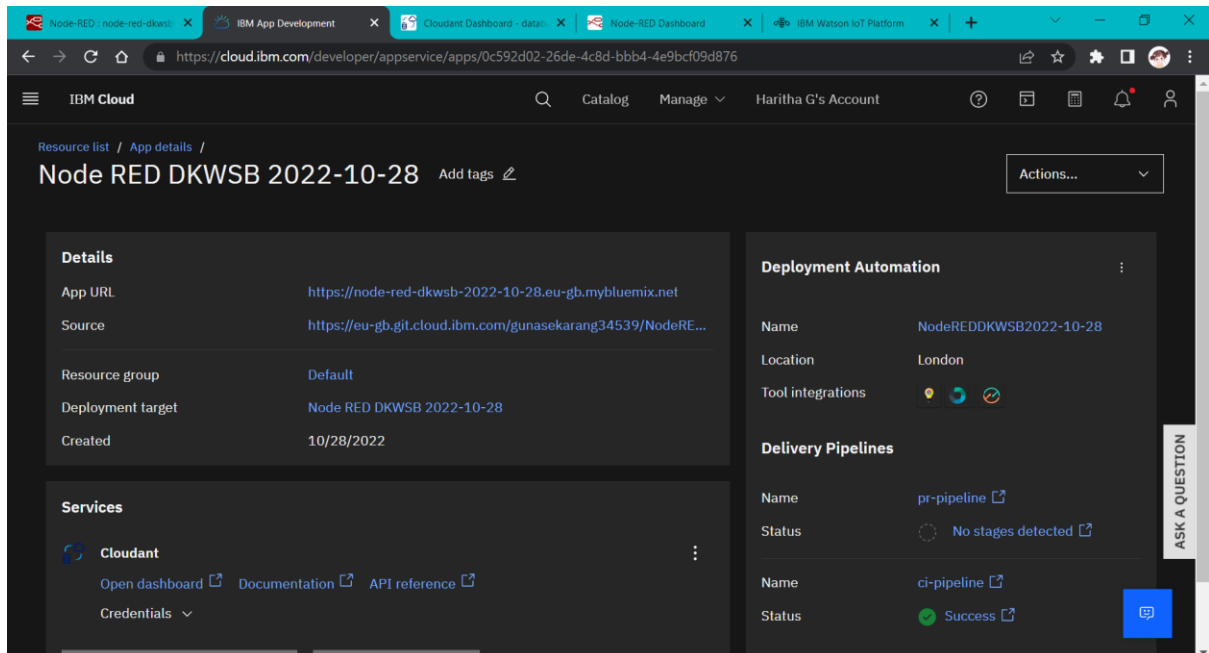 Node-RED : node-red-dkwsb
IBM App Development
Cloudant Dashboard - datab
Node-RED Dashboard
IBM Watson IoT Platform
https://cloud.ibm.com/developer/appservice/apps/0c592d02-26de-4c8d-bbb4-4e9bcf09d876
IBM Cloud
Catalog
Manage
Haritha G's Account
Resource list / App details /
Node RED DKWSB 2022-10-28
Add tags
Actions...
Details
App URL
https://node-red-dkwsb-2022-10-28.eu-gb.mybluemix.net
Source
https://eu-gb.git.cloud.ibm.com/gunasekarang34539/NodeRE...
Resource group
Default
Deployment target
Node RED DKWSB 2022-10-28
Created
10/28/2022
Services
Cloudant
Open dashboard
Documentation
API reference
Credentials
Deployment Automation
Name
NodeREDDKWSB2022-10-28
Location
London
Tool integrations
Delivery Pipelines
Name
pr-pipeline
Status
No stages detected
Name
ci-pipeline
Status
Success
ASK A QUESTION